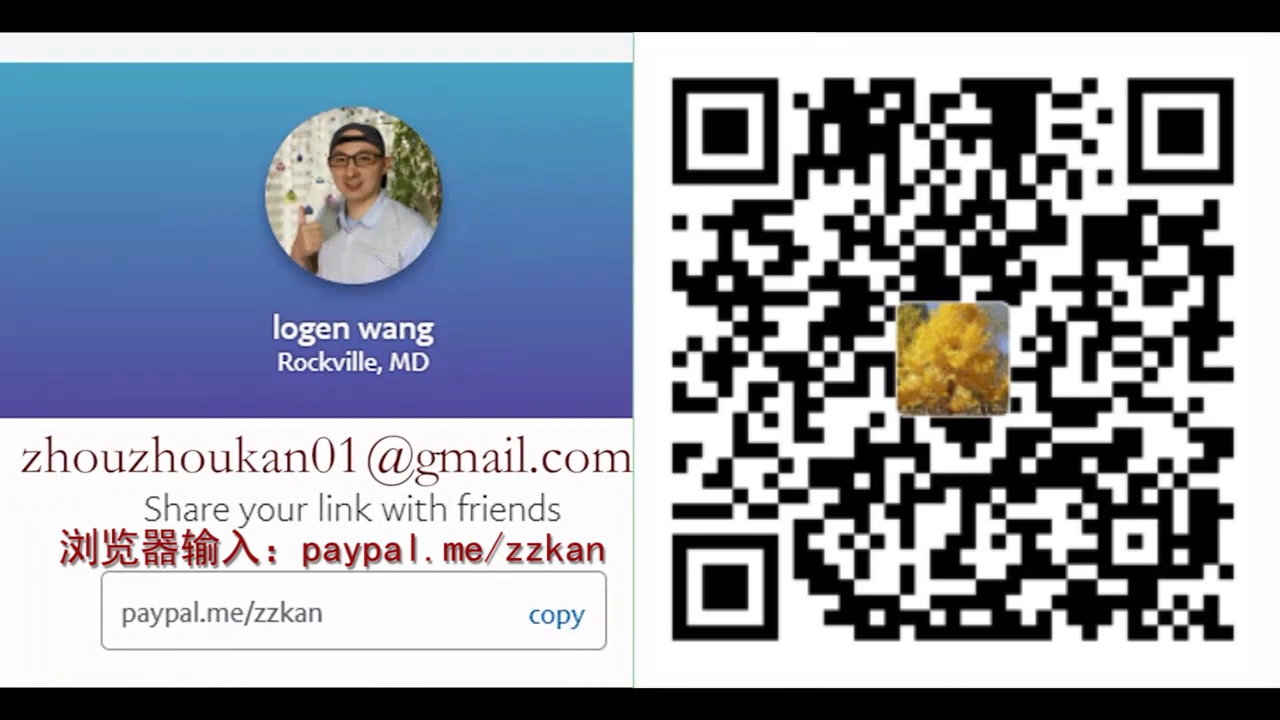 logen wang
Rockville, MD
zhouzhoukan01@gmail.com
Share your link with friends
浏览器输入：paypal.me/zzkan
paypal.me/zzkan
copy